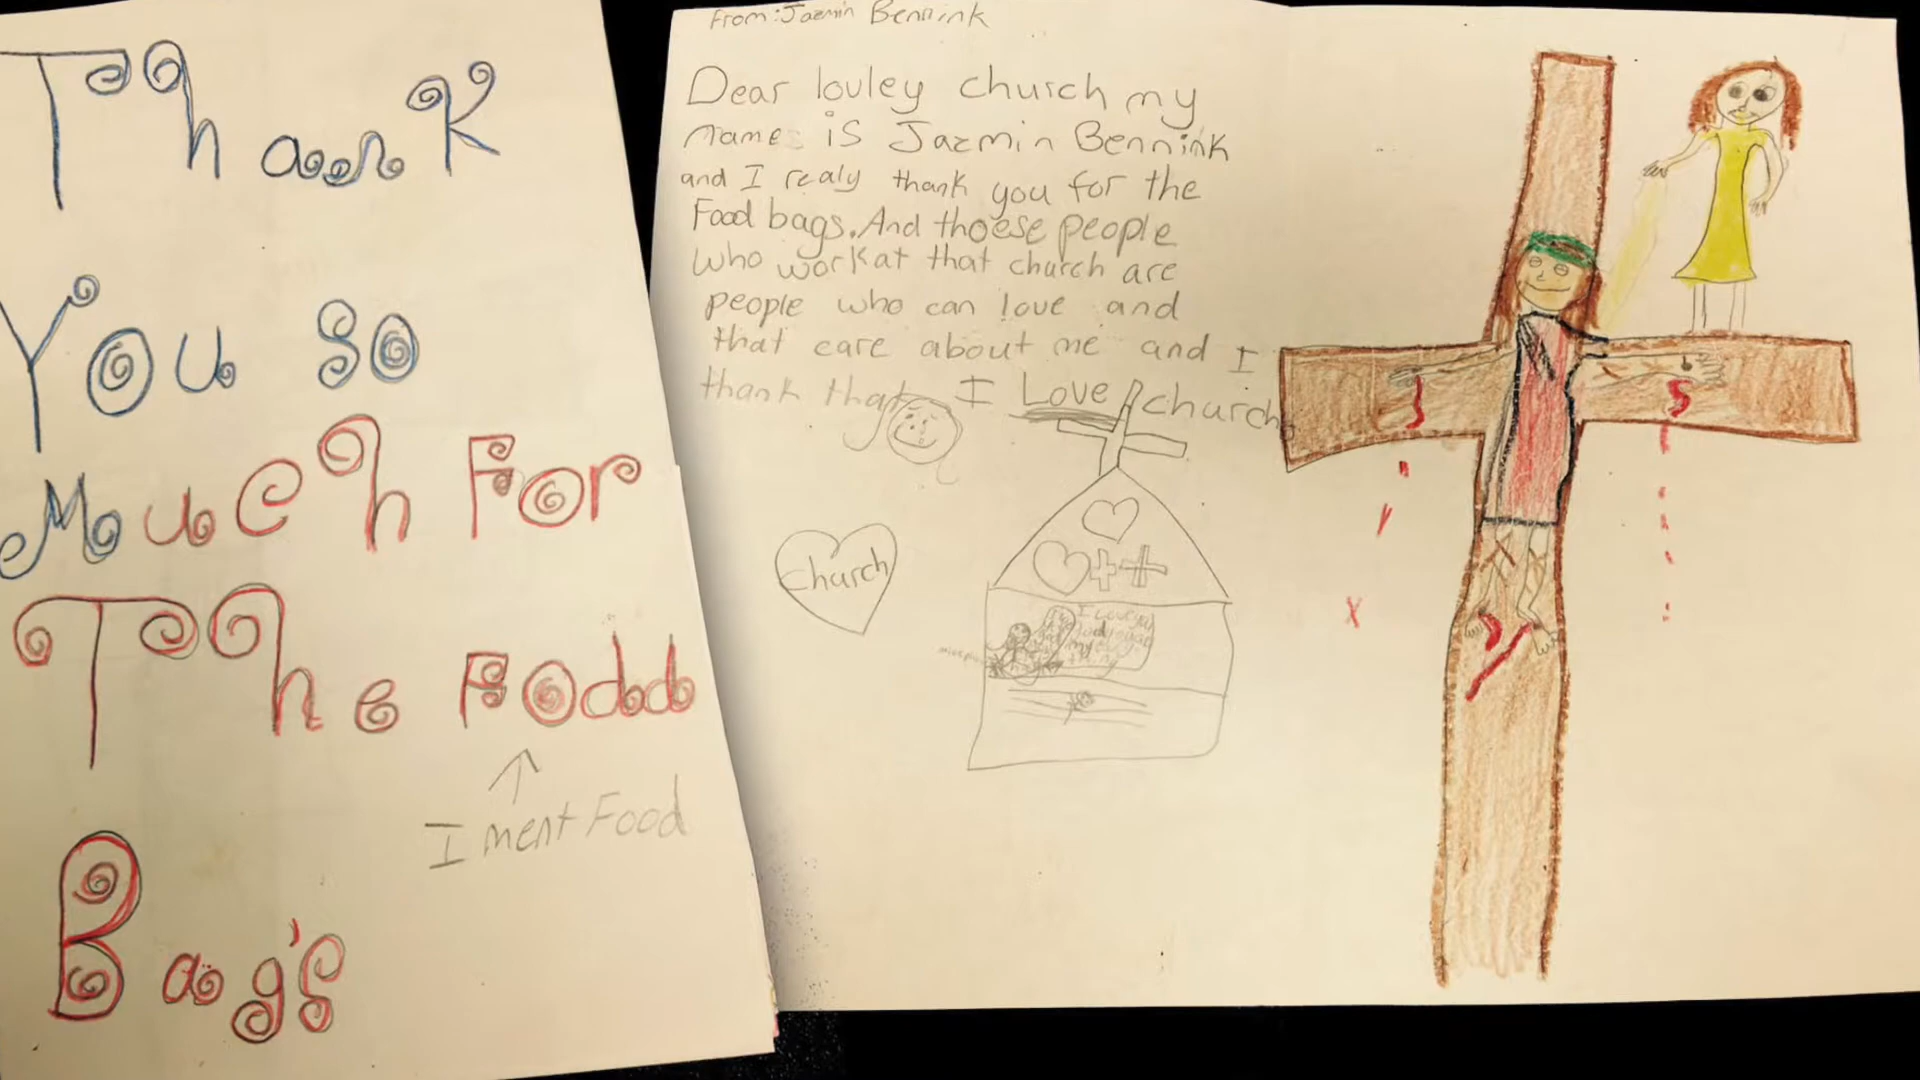 Thank
You so
Much For
The Fodd
I ment Food
Bag's
From: Jazmin Bennink
Dear louley church my
name is Jazmin Bennink
and I realy thank you for the
Food bags. And thoese people
who work at that church are
people who can love and
that care about me and I
thank that I Love church
Church
I Love you